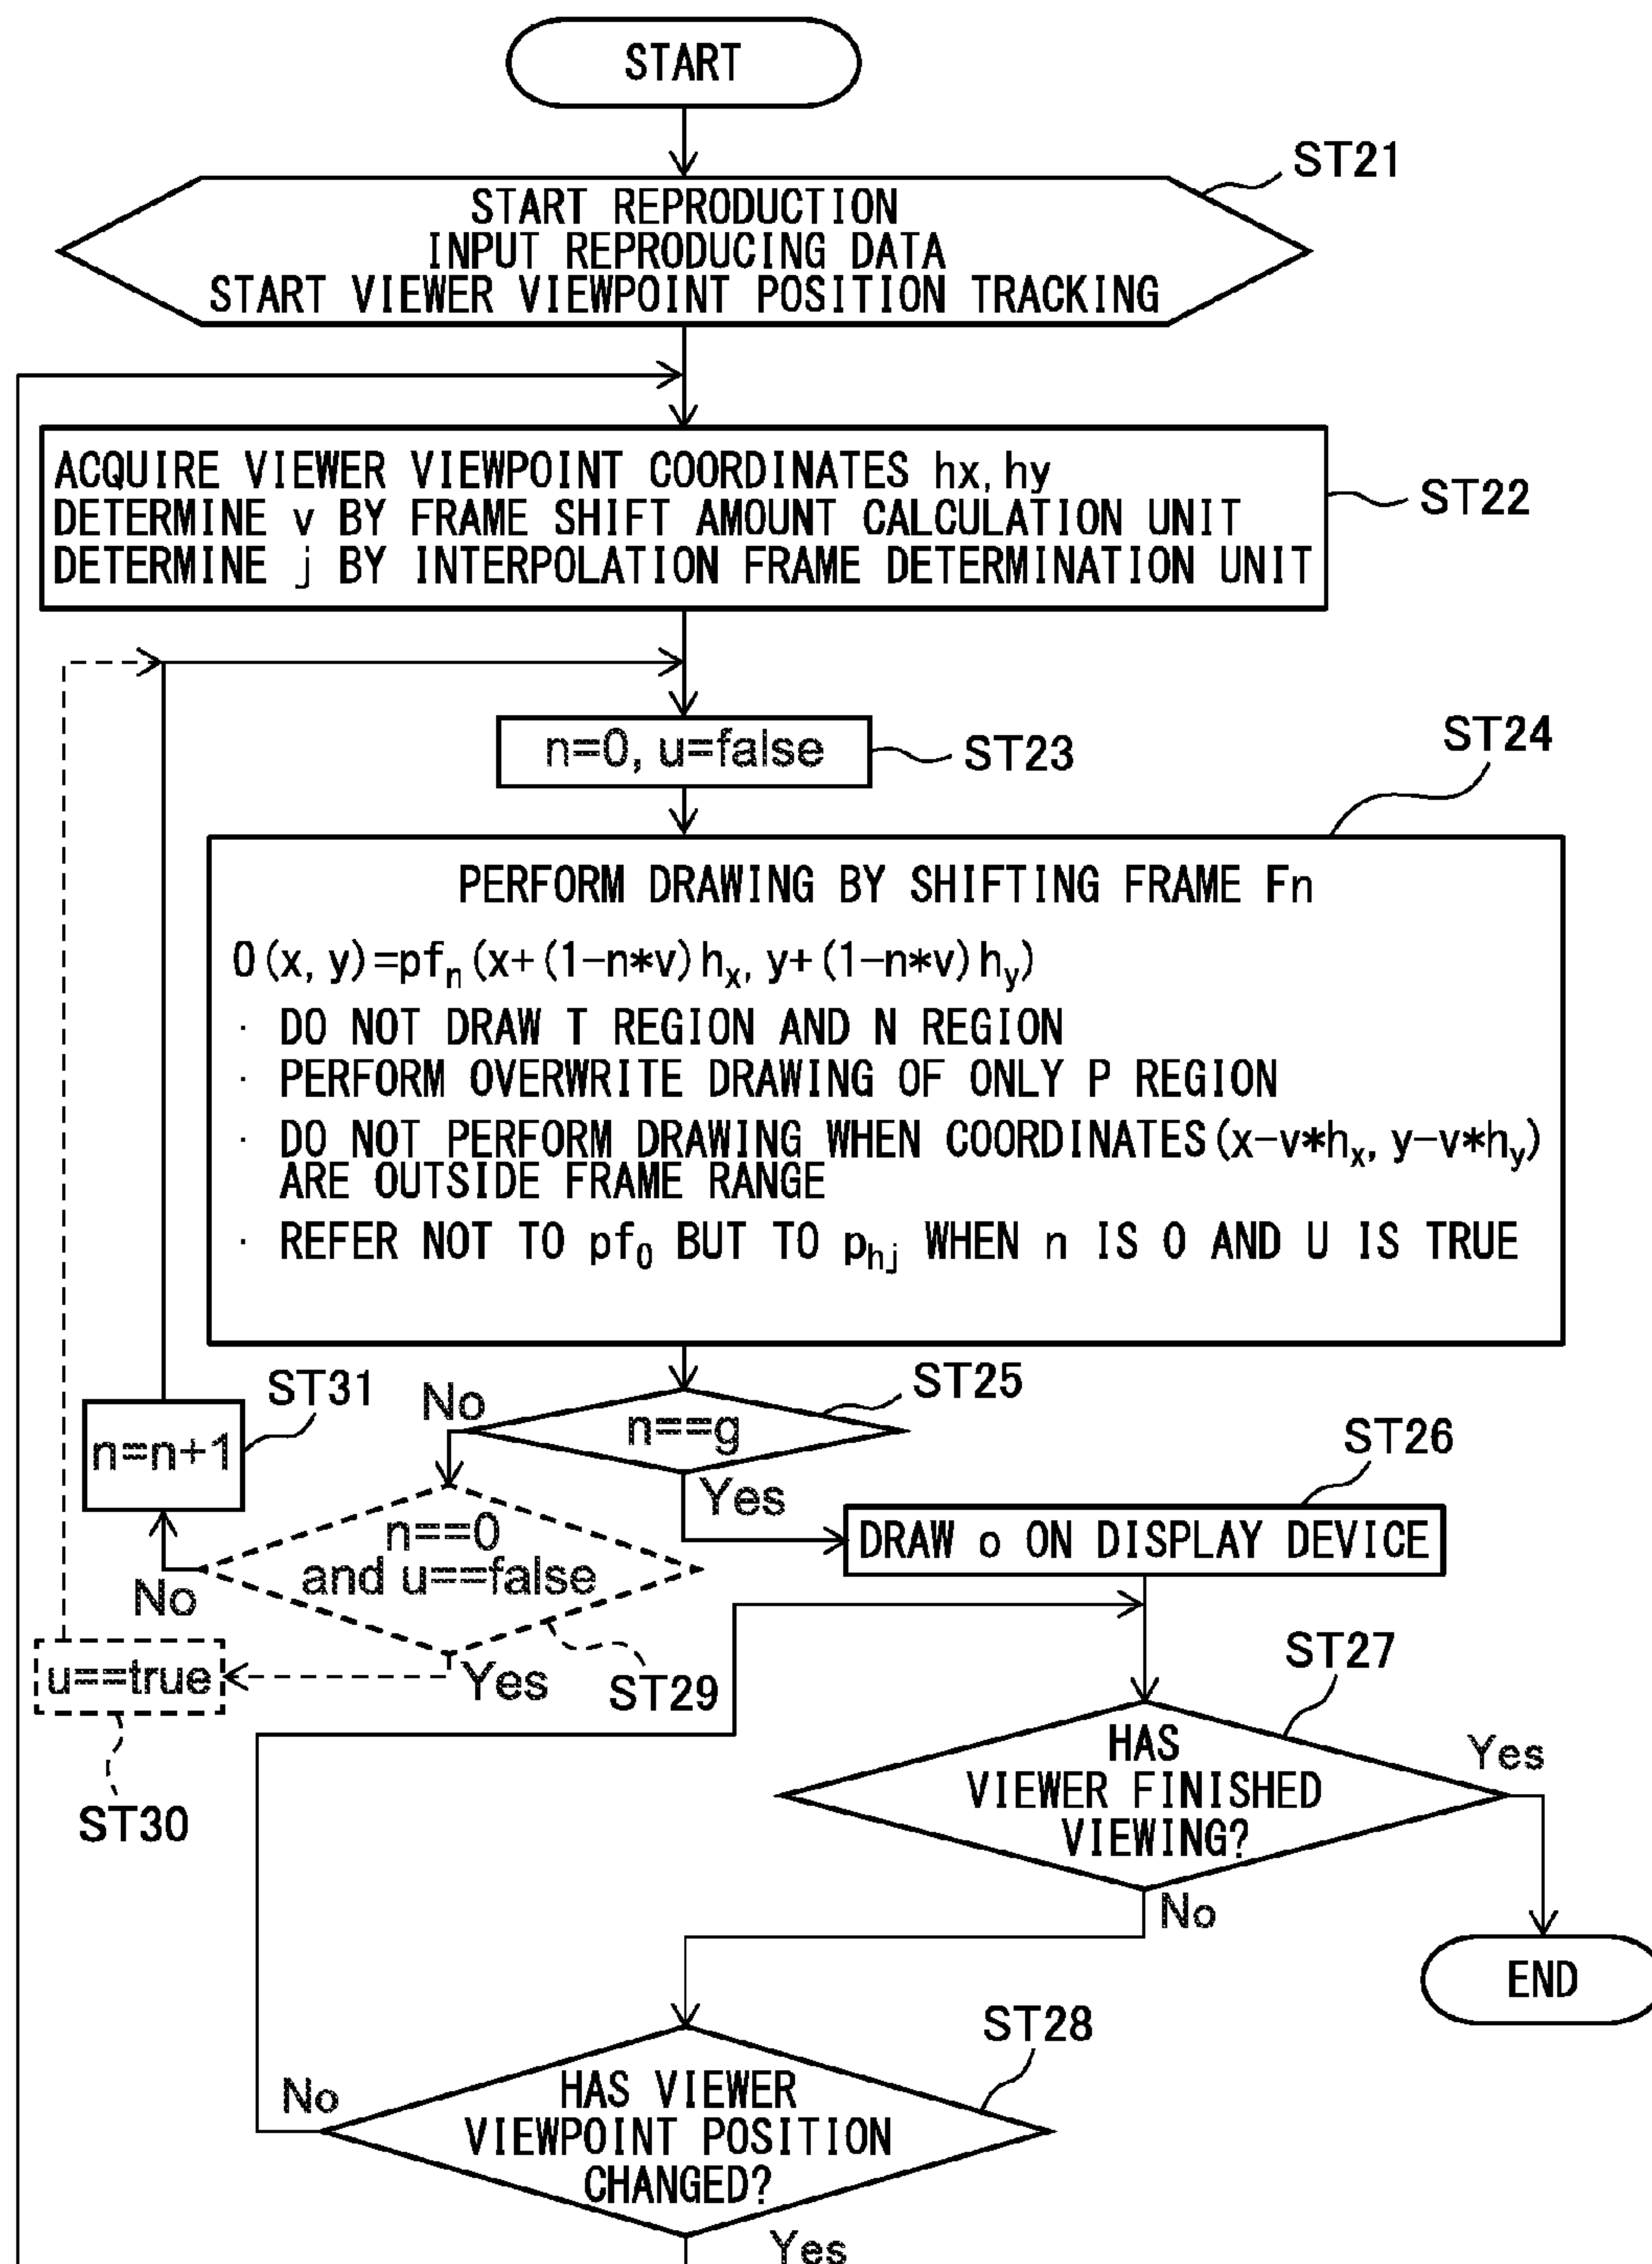 START
ST21
START REPRODUCTION
INPUT REPRODUCING DATA
START VIEWER VIEWPOINT POSITION TRACKING
ACQUIRE VIEWER VIEWPOINT COORDINATES hx, hy
DETERMINE v BY FRAME SHIFT AMOUNT CALCULATION UNIT
DETERMINE j BY INTERPOLATION FRAME DETERMINATION UNIT
ST22
n=0, u=false
ST23
ST24
PERFORM DRAWING BY SHIFTING FRAME Fn
O(x, y)=pfn(x+(1-n*v)hx, y+(1-n*v)hy)
· DO NOT DRAW T REGION AND N REGION
· PERFORM OVERWRITE DRAWING OF ONLY P REGION
· DO NOT PERFORM DRAWING WHEN COORDINATES(x-v*hx, y-v*hy)
ARE OUTSIDE FRAME RANGE
· REFER NOT TO pf0 BUT TO phj WHEN n IS 0 AND U IS TRUE
ST31
n=n+1
No
n==g
ST25
Yes
ST26
DRAW o ON DISPLAY DEVICE
n==0
and u==false
No
Yes
ST29
u==true
ST30
ST27
HAS
VIEWER FINISHED
VIEWING?
Yes
No
END
ST28
HAS VIEWER
VIEWPOINT POSITION
CHANGED?
No
Yes